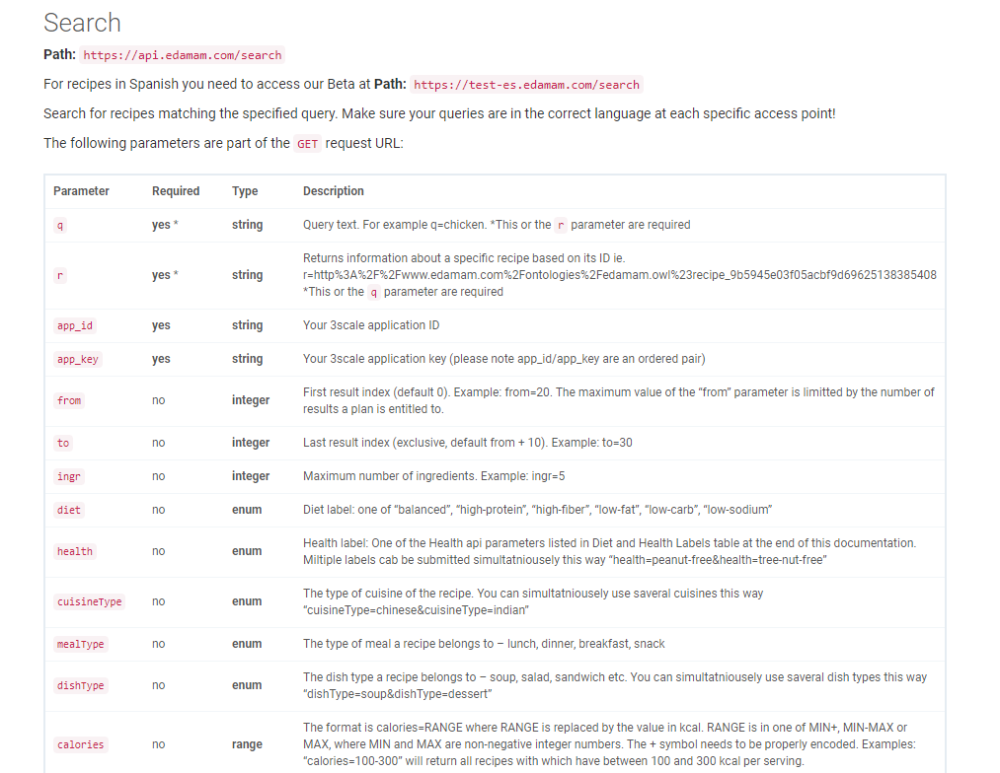 Search
Path: https://api.edamam.com/search
For recipes in Spanish you need to access our Beta at Path: https://test-es.edamam.com/search
Search for recipes matching the specified query. Make sure your queries are in the correct language at each specific access point!
The following parameters are part of the GET request URL:
Parameter Required Type Description
q yes * string Query text. For example q=chicken. *This or the r parameter are required
r yes * string Returns information about a specific recipe based on its ID ie.
r=http%3A%2F%2Fwww.edamam.com%2Fontologies%2Fedamam.owl%23recipe_9b5945e03f05acbf9d69625138385408
*This or the q parameter are required
app_id yes string Your 3scale application ID
app_key yes string Your 3scale application key (please note app_id/app_key are an ordered pair)
from no integer First result index (default 0). Example: from=20. The maximum value of the “from” parameter is limitted by the number of
results a plan is entitled to.
to no integer Last result index (exclusive, default from + 10). Example: to=30
ingr no integer Maximum number of ingredients. Example: ingr=5
diet no enum Diet label: one of “balanced”, “high-protein”, “high-fiber”, “low-fat”, “low-carb”, “low-sodium”
health no enum Health label: One of the Health api parameters listed in Diet and Health Labels table at the end of this documentation.
Miltiple labels cab be submitted simultatniousely this way “health=peanut-free&health=tree-nut-free”
cuisineType no enum The type of cuisine of the recipe. You can simultatniousely use saveral cuisines this way
“cuisineType=chinese&cuisineType=indian”
mealType no enum The type of meal a recipe belongs to – lunch, dinner, breakfast, snack
dishType no enum The dish type a recipe belongs to – soup, salad, sandwich etc. You can simultatniousely use saveral dish types this way
“dishType=soup&dishType=dessert”
calories no range The format is calories=RANGE where RANGE is replaced by the value in kcal. RANGE is in one of MIN+, MIN-MAX or
MAX, where MIN and MAX are non-negative integer numbers. The + symbol needs to be properly encoded. Examples:
“calories=100-300” will return all recipes with which have between 100 and 300 kcal per serving.